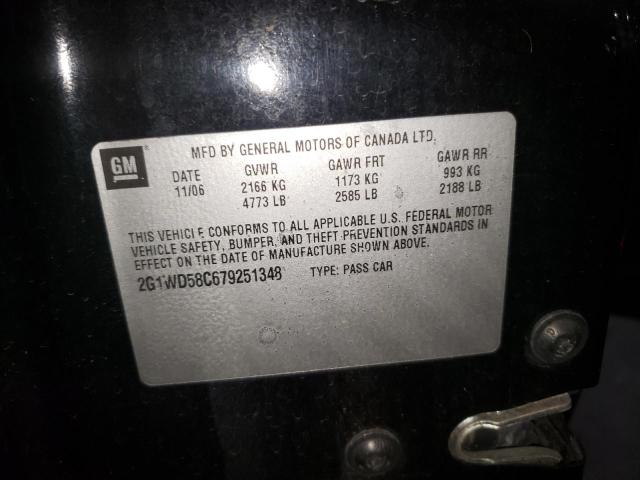 GM
MFD BY GENERAL MOTORS OF CANADA LTD.
DATE GVWR GAWR FRT GAWR RR
11/06 2166 KG 1173 KG 993 KG
4773 LB 2585 LB 2188 LB
THIS VEHICLE CONFORMS TO ALL APPLICABLE U.S. FEDERAL MOTOR
VEHICLE SAFETY, BUMPER, AND THEFT PREVENTION STANDARDS IN
EFFECT ON THE DATE OF MANUFACTURE SHOWN ABOVE.
2G1WD58C679251348 TYPE: PASS CAR